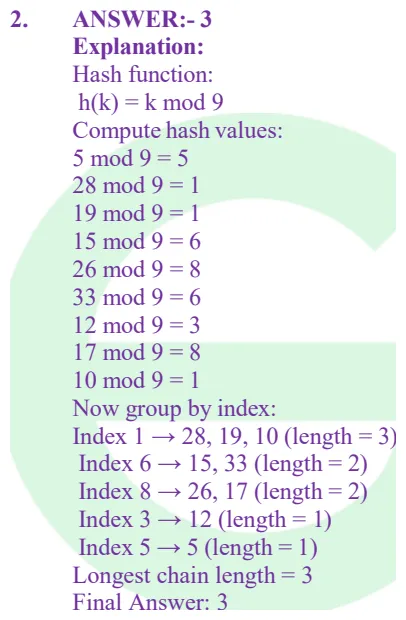 2. ANSWER:- 3
Explanation:
Hash function:
h(k) = k mod 9
Compute hash values:
5 mod 9 = 5
28 mod 9 = 1
19 mod 9 = 1
15 mod 9 = 6
26 mod 9 = 8
33 mod 9 = 6
12 mod 9 = 3
17 mod 9 = 8
10 mod 9 = 1
Now group by index:
Index 1 → 28, 19, 10 (length = 3)
Index 6 → 15, 33 (length = 2)
Index 8 → 26, 17 (length = 2)
Index 3 → 12 (length = 1)
Index 5 → 5 (length = 1)
Longest chain length = 3
Final Answer: 3